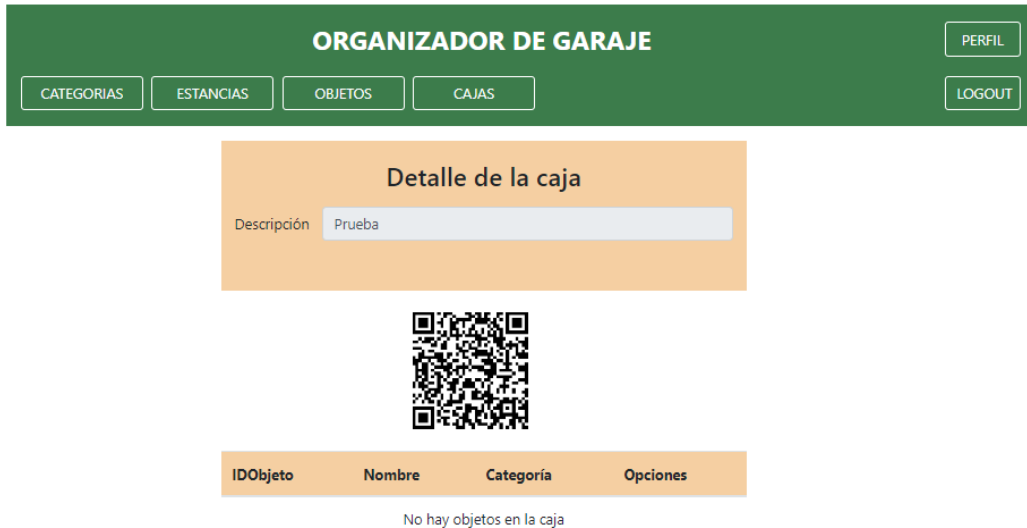 ORGANIZADOR DE GARAJE
PERFIL
CATEGORIAS ESTANCIAS OBJETOS CAJAS LOGOUT
Detalle de la caja
Descripción Prueba
IDObjeto Nombre Categoría Opciones
No hay objetos en la caja